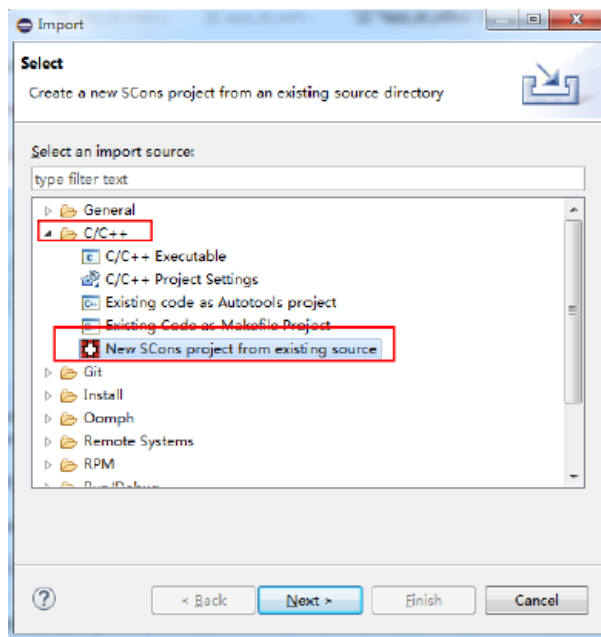 Import
Select
Create a new SCons project from an existing source directory
Select an import source:
type filter text
General
C/C++
C/C++ Executable
C/C++ Project Settings
Existing code as Autotools project
Existing Code as Makefile Project
New SCons project from existing source
Git
Install
Oomph
Remote Systems
RPM
Run/Debug
< Back Next > Finish Cancel